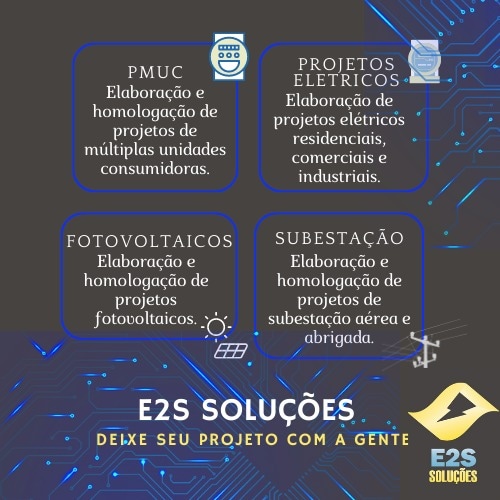 PMUC
Elaboração e
homologação de
projetos de
múltiplas unidades
consumidoras.
PROJETOS
ELETRICOS
Elaboração de
projetos elétricos
residenciais,
comerciais e
industriais.
FOTOVOLTAICOS
Elaboração e
homologação de
projetos
fotovoltaicos.
SUBESTAÇÃO
Elaboração e
homologação de
projetos de
subestação aérea e
abrigada.
E2S SOLUÇÕES
DEIXE SEU PROJETO COM A GENTE
E2S
SOLUÇÕES